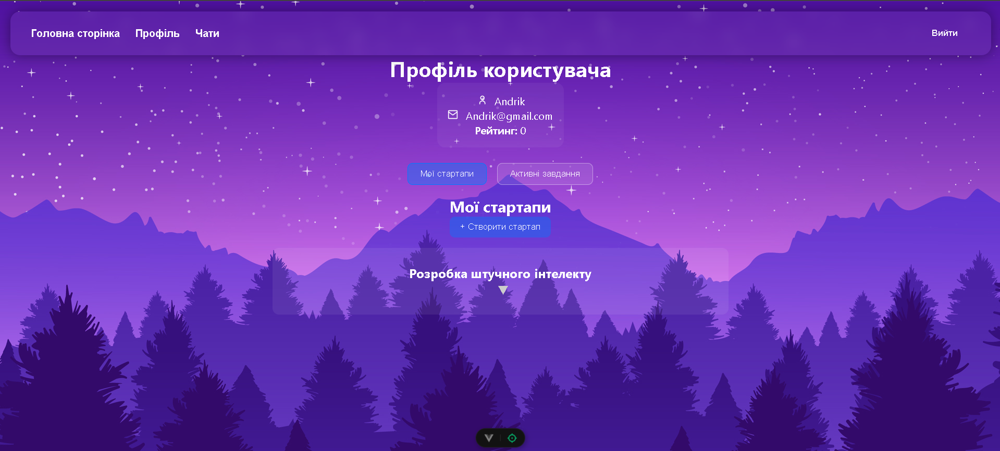 Головна сторінка Профіль Чати Вийти
Профіль користувача
Andrik
Andrik@gmail.com
Рейтинг: 0
Мої стартапи Активні завдання
Мої стартапи
+ Створити стартап
Розробка штучного інтелекту